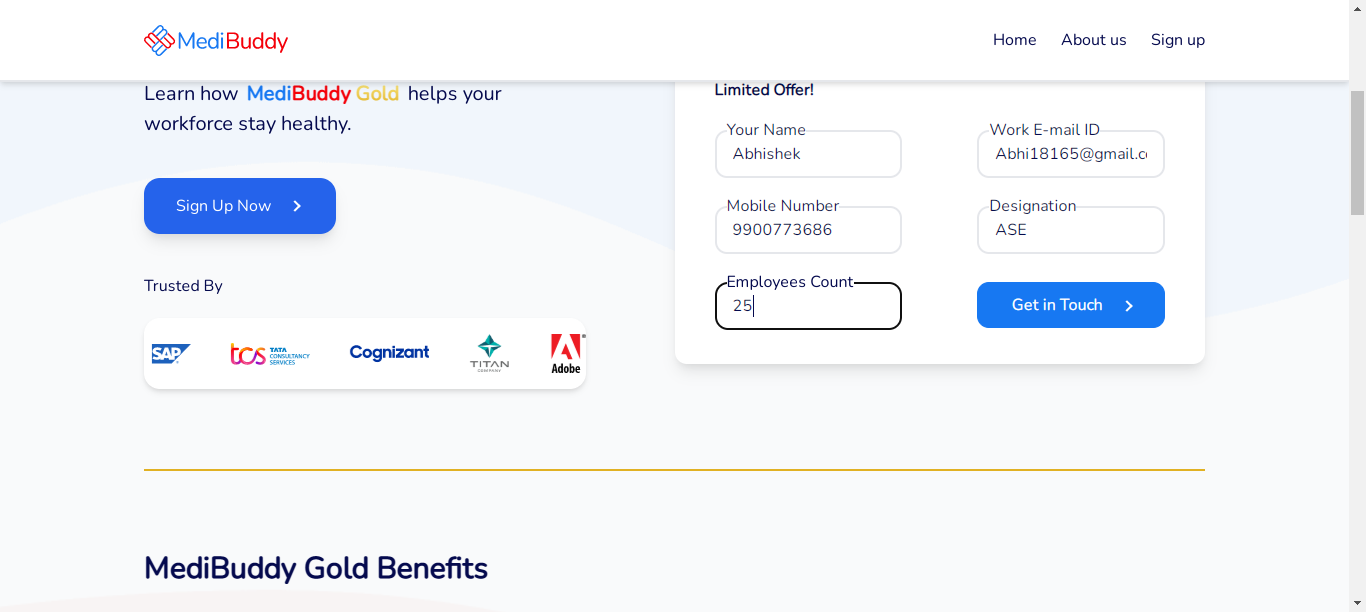 MediBuddy
Home
About us
Sign up
Learn how MediBuddy Gold helps your
workforce stay healthy.
Sign Up Now
Trusted By
SAP
tcs TATA
CONSULTANCY
SERVICES
Cognizant
TITAN
COMPANY
Adobe
Limited Offer!
Your Name
Abhishek
Work E-mail ID
Abhi18165@gmail.c
Mobile Number
9900773686
Designation
ASE
Employees Count
25
Get in Touch
MediBuddy Gold Benefits